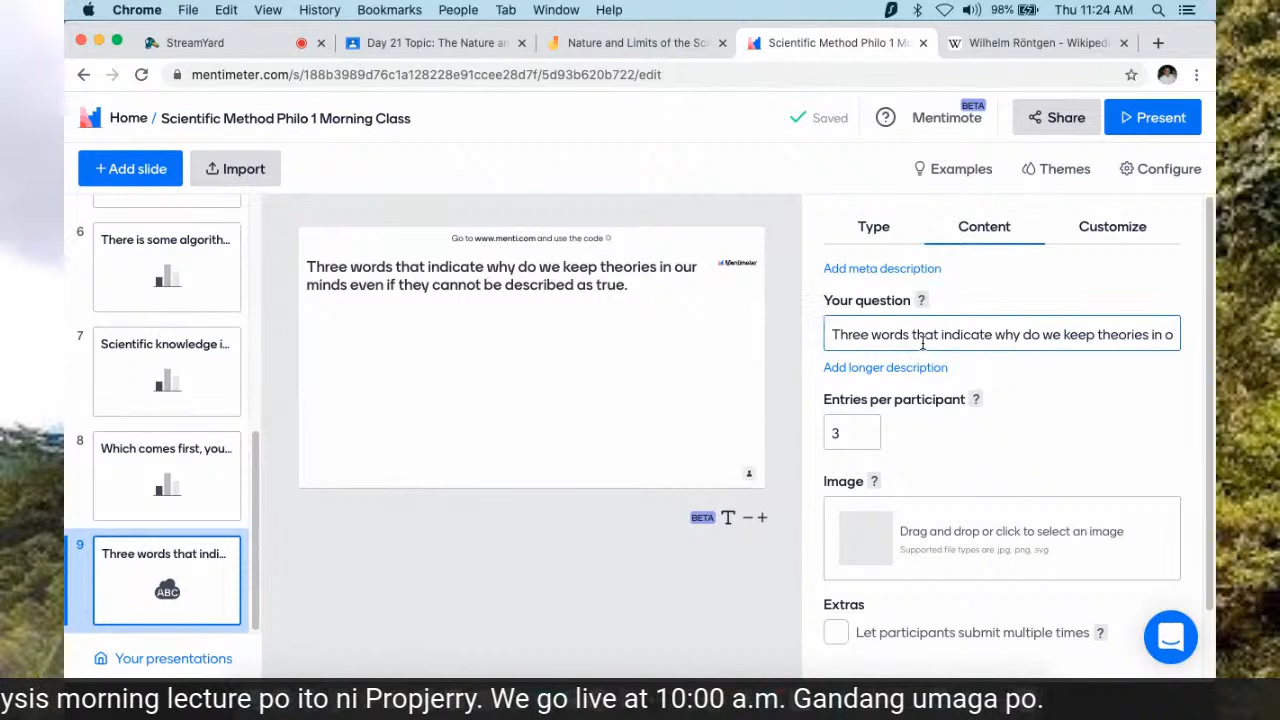 Chrome File Edit View History Bookmarks People Tab Window Help 98% Thu 11:24 AM
StreamYard
Day 21 Topic: The Nature an
Nature and Limits of the Sci
Scientific Method Philo 1 Mo
Wilhelm Röntgen - Wikipedi
mentimeter.com/s/188b3989d76c1a128228e91ccee28d7f/5d93b620b722/edit
Home / Scientific Method Philo 1 Morning Class
Saved
Mentimote BETA
Share
Present
+ Add slide
Import
Examples
Themes
Configure
6
There is some algorith...
7
Scientific knowledge i...
8
Which comes first, you...
9
Three words that indi...
ABC
Your presentations
Go to www.menti.com and use the code
Three words that indicate why do we keep theories in our
minds even if they cannot be described as true.
Mentimeter
BETA T − +
Type
Content
Customize
Add meta description
Your question ?
Three words that indicate why do we keep theories in o
Add longer description
Entries per participant ?
3
Image ?
Drag and drop or click to select an image
Supported file types are .jpg, .png, .svg
Extras
Let participants submit multiple times ?
ysis morning lecture po ito ni Propjerry. We go live at 10:00 a.m. Gandang umaga po.